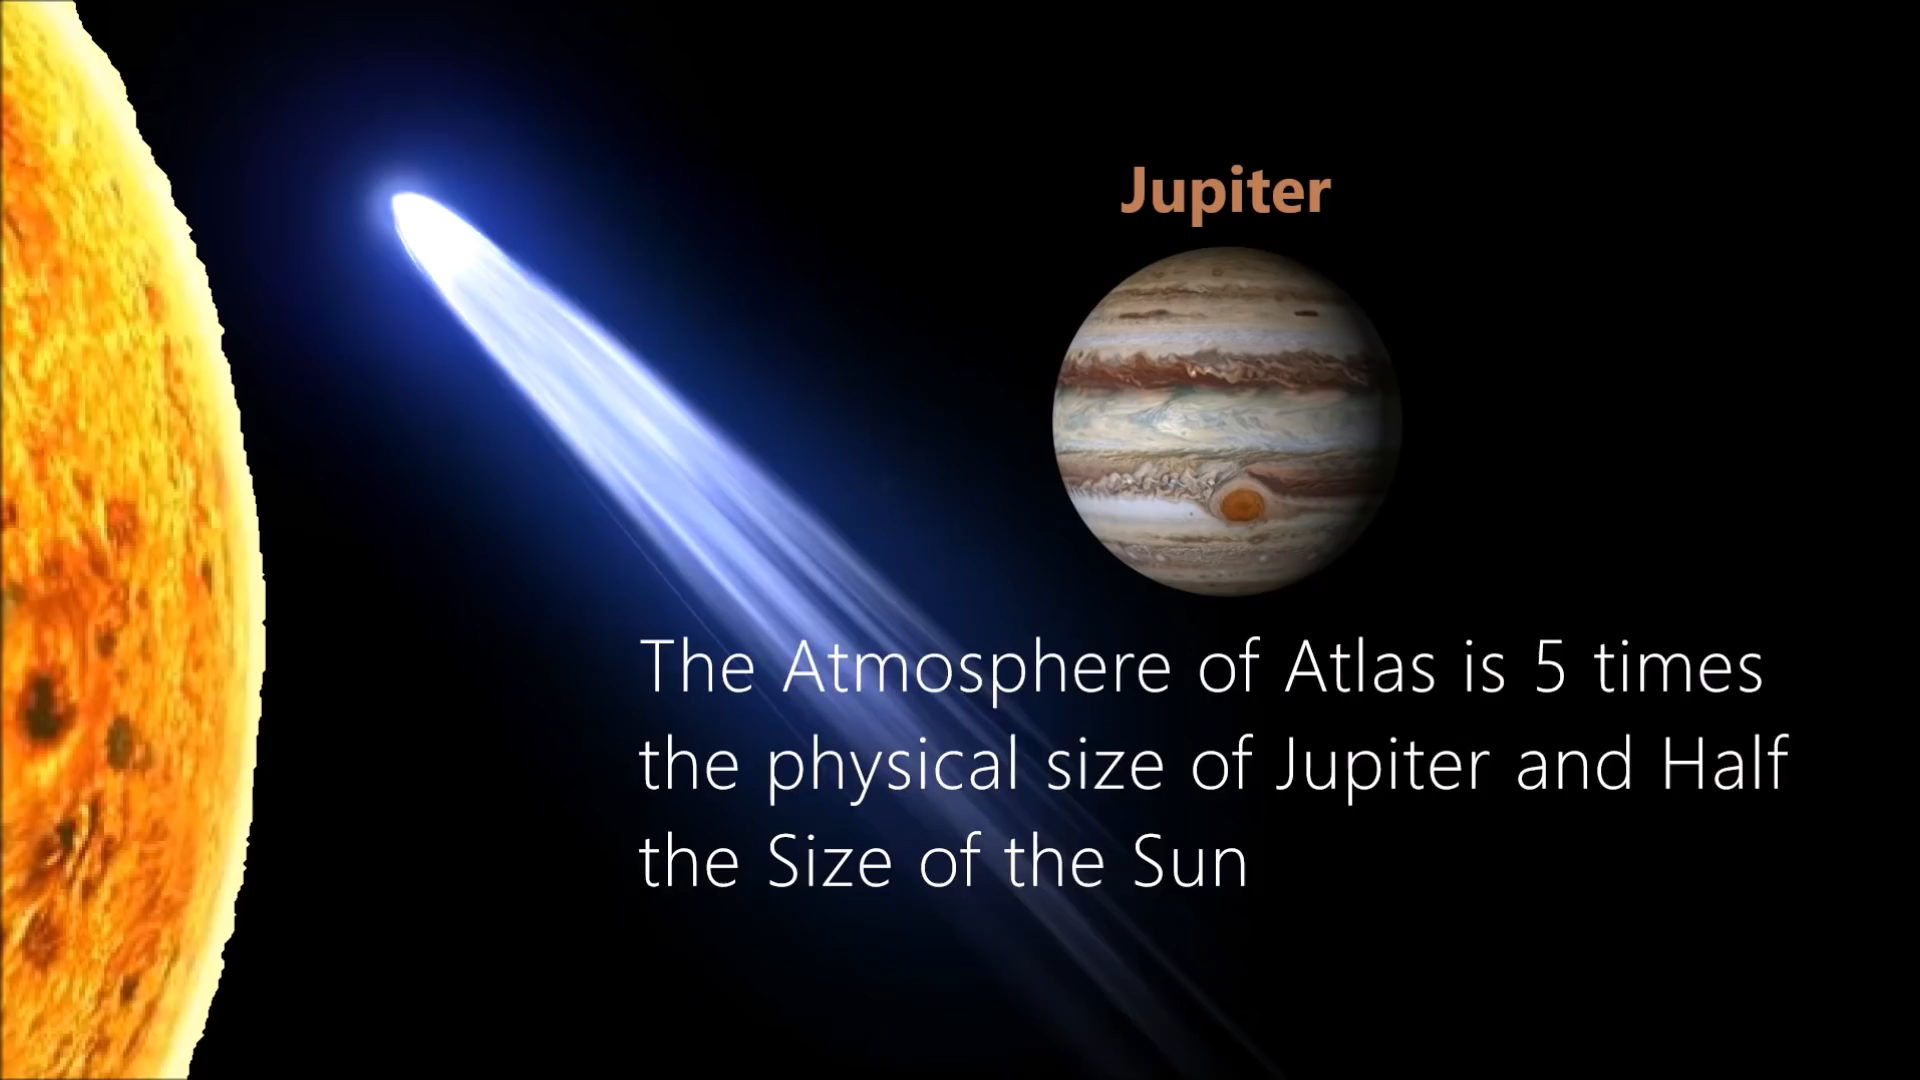 Jupiter
The Atmosphere of Atlas is 5 times
the physical size of Jupiter and Half
the Size of the Sun